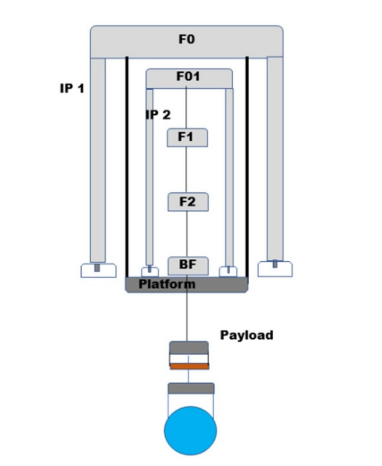 F0
F01
IP 1
IP 2
F1
F2
BF
Platform
Payload